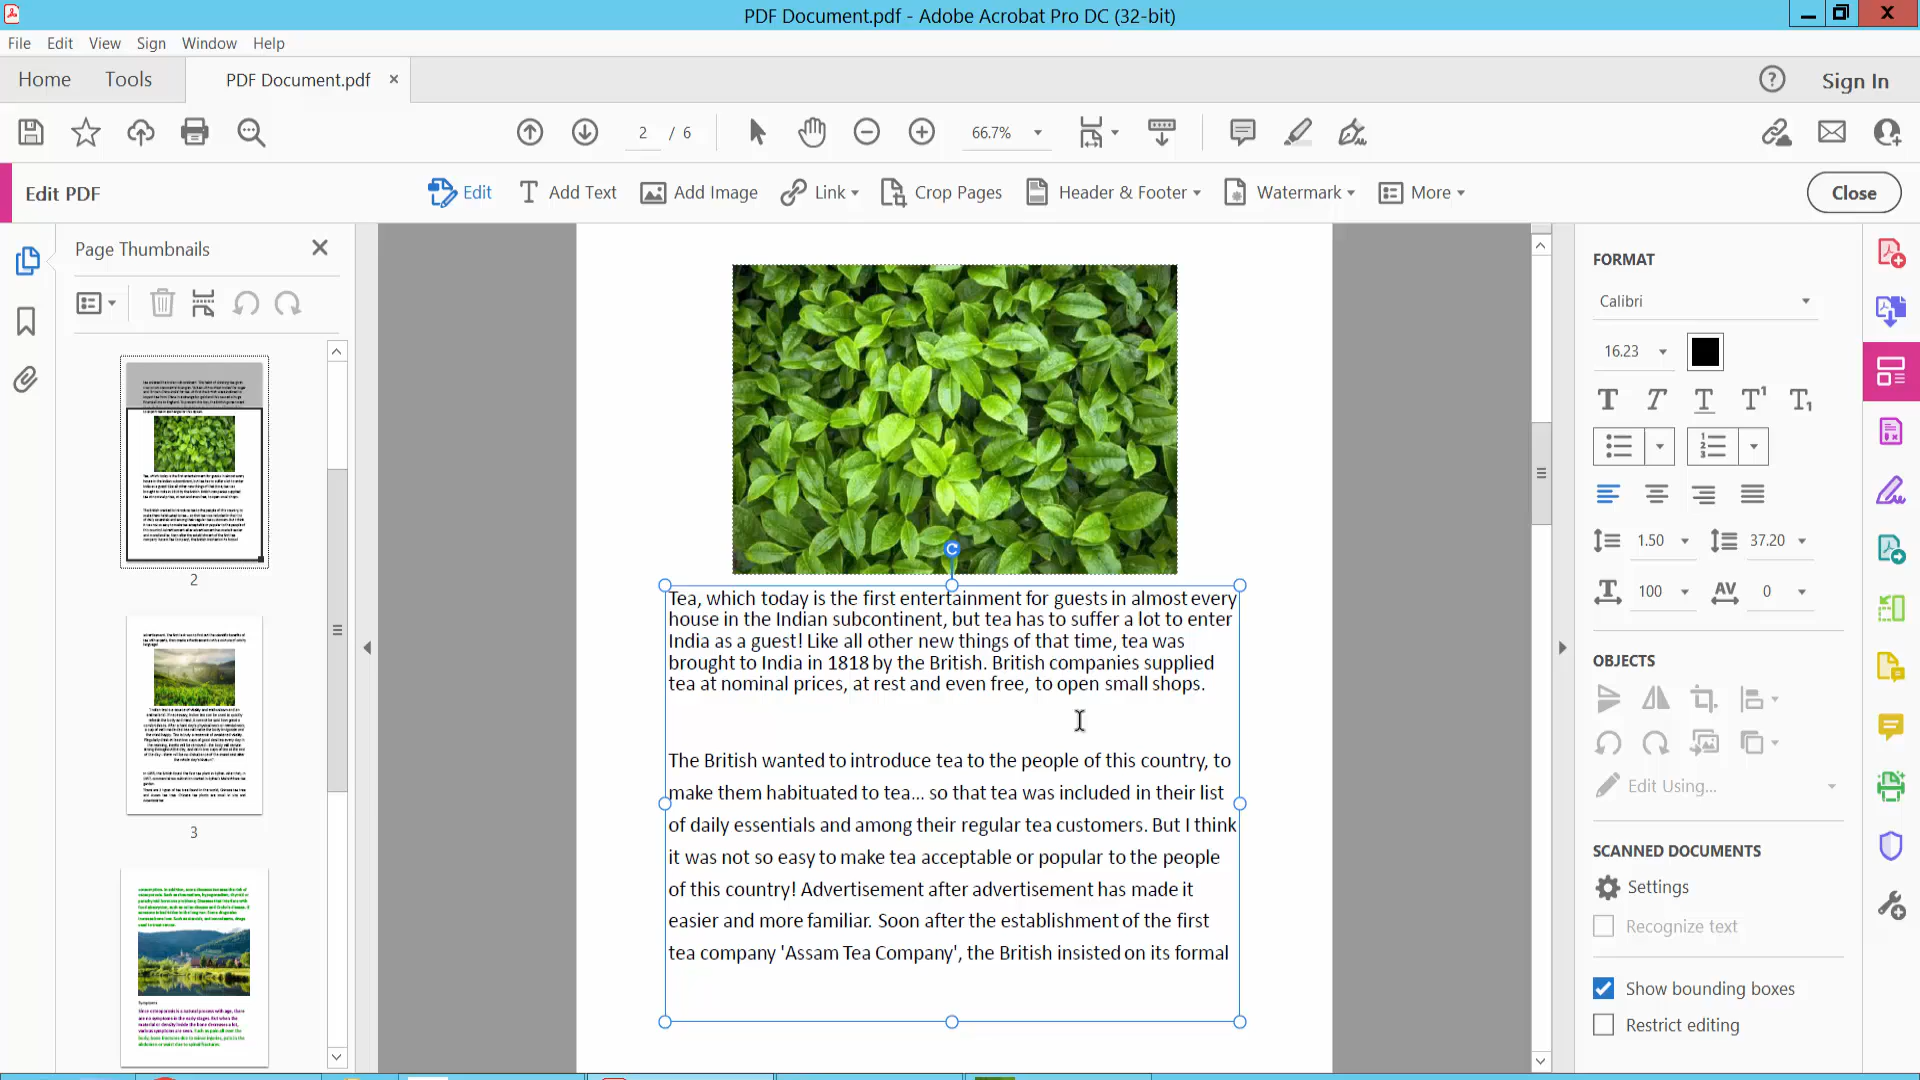 PDF Document.pdf - Adobe Acrobat Pro DC (32-bit)
File Edit View Sign Window Help
Home Tools PDF Document.pdf × Sign In
2 / 6 66.7%
Edit PDF Edit Add Text Add Image Link Crop Pages Header & Footer Watermark More Close
Page Thumbnails
2
3
Symptoms
Tea, which today is the first entertainment for guests in almost every
house in the Indian subcontinent, but tea has to suffer a lot to enter
India as a guest! Like all other new things of that time, tea was
brought to India in 1818 by the British. British companies supplied
tea at nominal prices, at rest and even free, to open small shops.
The British wanted to introduce tea to the people of this country, to
make them habituated to tea... so that tea was included in their list
of daily essentials and among their regular tea customers. But I think
it was not so easy to make tea acceptable or popular to the people
of this country! Advertisement after advertisement has made it
easier and more familiar. Soon after the establishment of the first
tea company 'Assam Tea Company', the British insisted on its formal
FORMAT
Calibri
16.23
1.50 37.20
100 AV 0
OBJECTS
Edit Using...
SCANNED DOCUMENTS
Settings
Recognize text
Show bounding boxes
Restrict editing